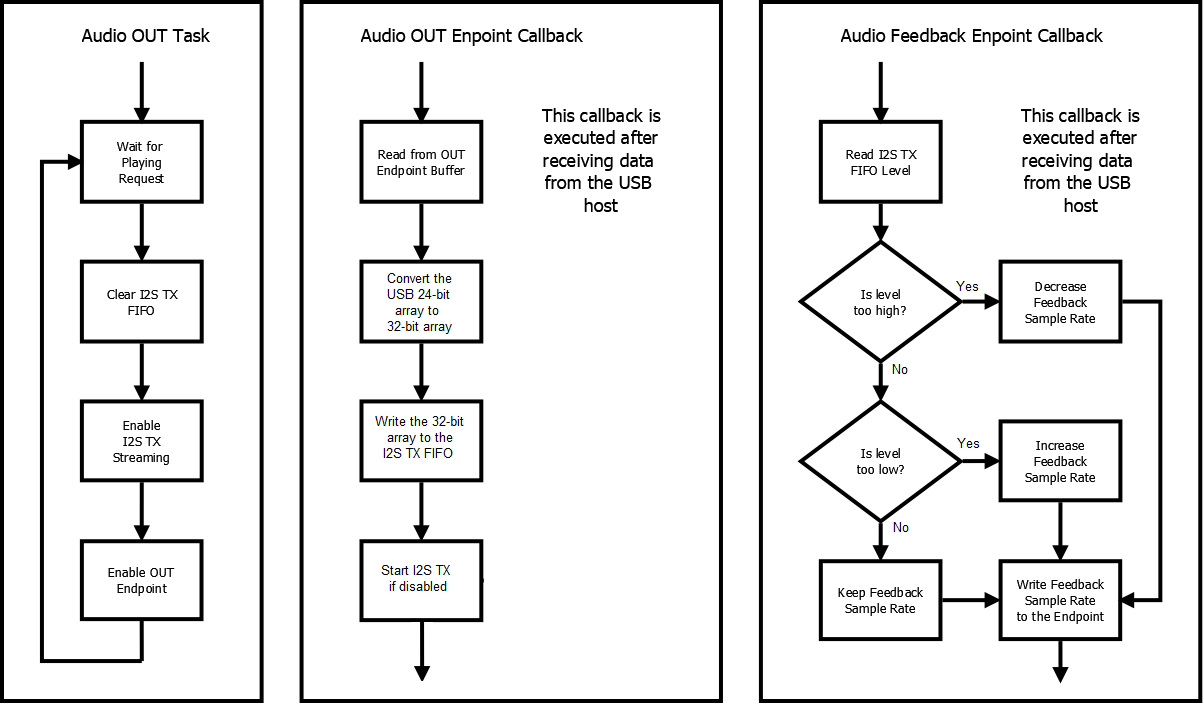 Audio OUT Task
Wait for
Playing
Request
Clear I2S TX
FIFO
Enable
I2S TX
Streaming
Enable OUT
Endpoint
Audio OUT Enpoint Callback
This callback is
executed after
receiving data
from the USB
host
Read from OUT
Endpoint Buffer
Convert the
USB 24-bit
array to
32-bit array
Write the 32-bit
array to the
I2S TX FIFO
Start I2S TX
if disabled
Audio Feedback Enpoint Callback
This callback is
executed after
receiving data
from the USB
host
Read I2S TX
FIFO Level
Is level
too high?
Yes
Decrease
Feedback
Sample Rate
No
Is level
too low?
Yes
Increase
Feedback
Sample Rate
No
Keep Feedback
Sample Rate
Write Feedback
Sample Rate
to the Endpoint